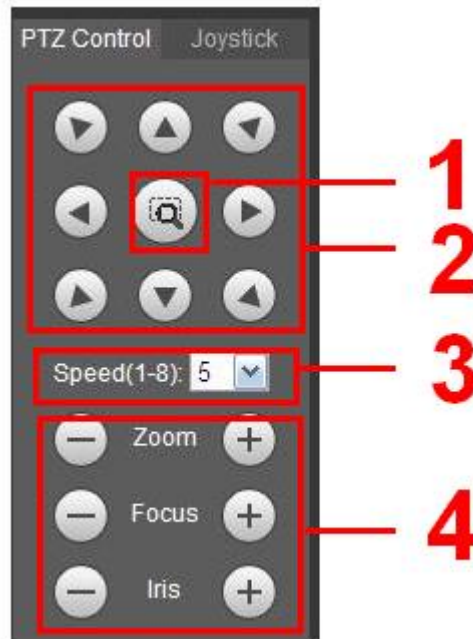 PTZ Control Joystick
1
2
Speed(1-8): 5
3
Zoom
Focus
4
Iris